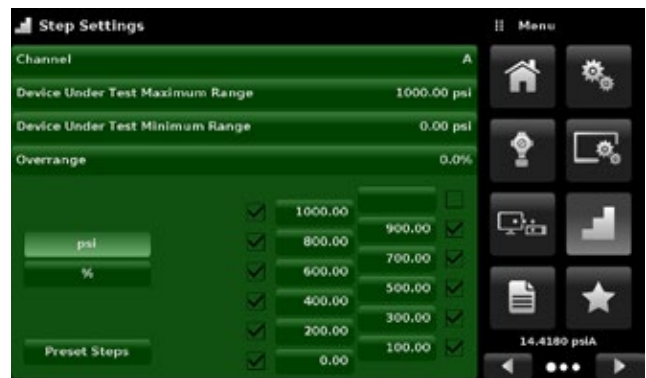 Step Settings
Menu
Channel A
Device Under Test Maximum Range 1000.00 psi
Device Under Test Minimum Range 0.00 psi
Overrange 0.0%
1000.00
900.00
psi
800.00
700.00
%
600.00
500.00
400.00
300.00
200.00
Preset Steps
100.00
0.00
14.4180 psiA